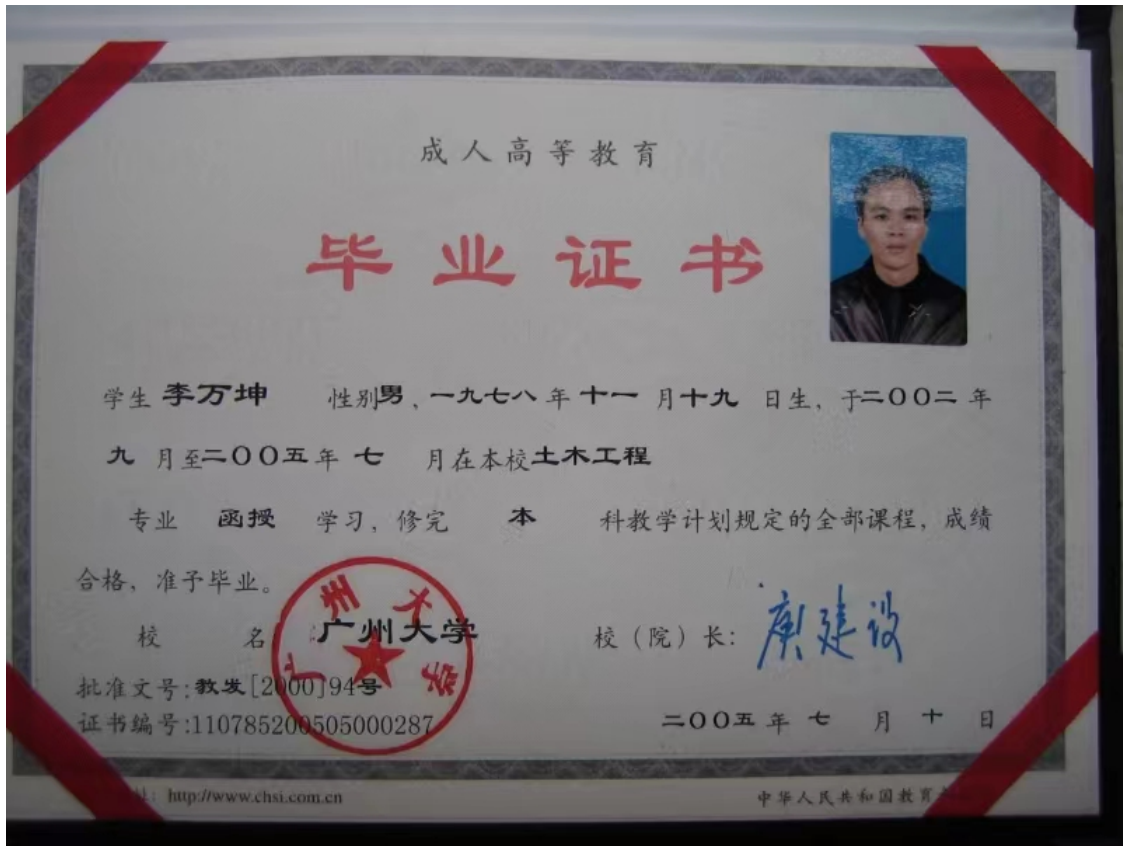 成人高等教育
毕业证书
学生 李万坤 性别男、一九七八年十一月十九日生，于二〇〇二年
九月至二〇〇五年七月在本校土木工程
专业 函授 学习，修完 本 科教学计划规定的全部课程，成绩
合格，准予毕业。
校 名：广州大学 校（院）长：庾建设
广州大学
批准文号：教发[2000]94号
证书编号：110785200505000287 二〇〇五年七月十日
址：http://www.chsi.com.cn 中华人民共和国教育